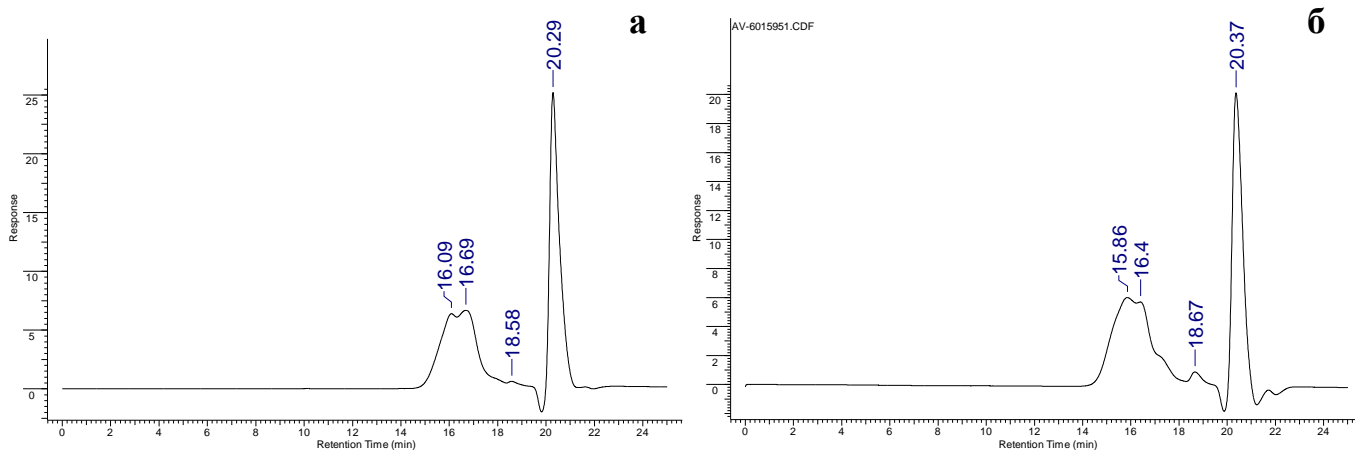 а
20.29
16.09
16.69
18.58
25
20
15
10
5
0
Response
0 2 4 6 8 10 12 14 16 18 20 22 24
Retention Time (min)
AV-6015951.CDF
б
20.37
15.86
16.4
18.67
20
18
16
14
12
10
8
6
4
2
0
Response
0 2 4 6 8 10 12 14 16 18 20 22 24
Retention Time (min)